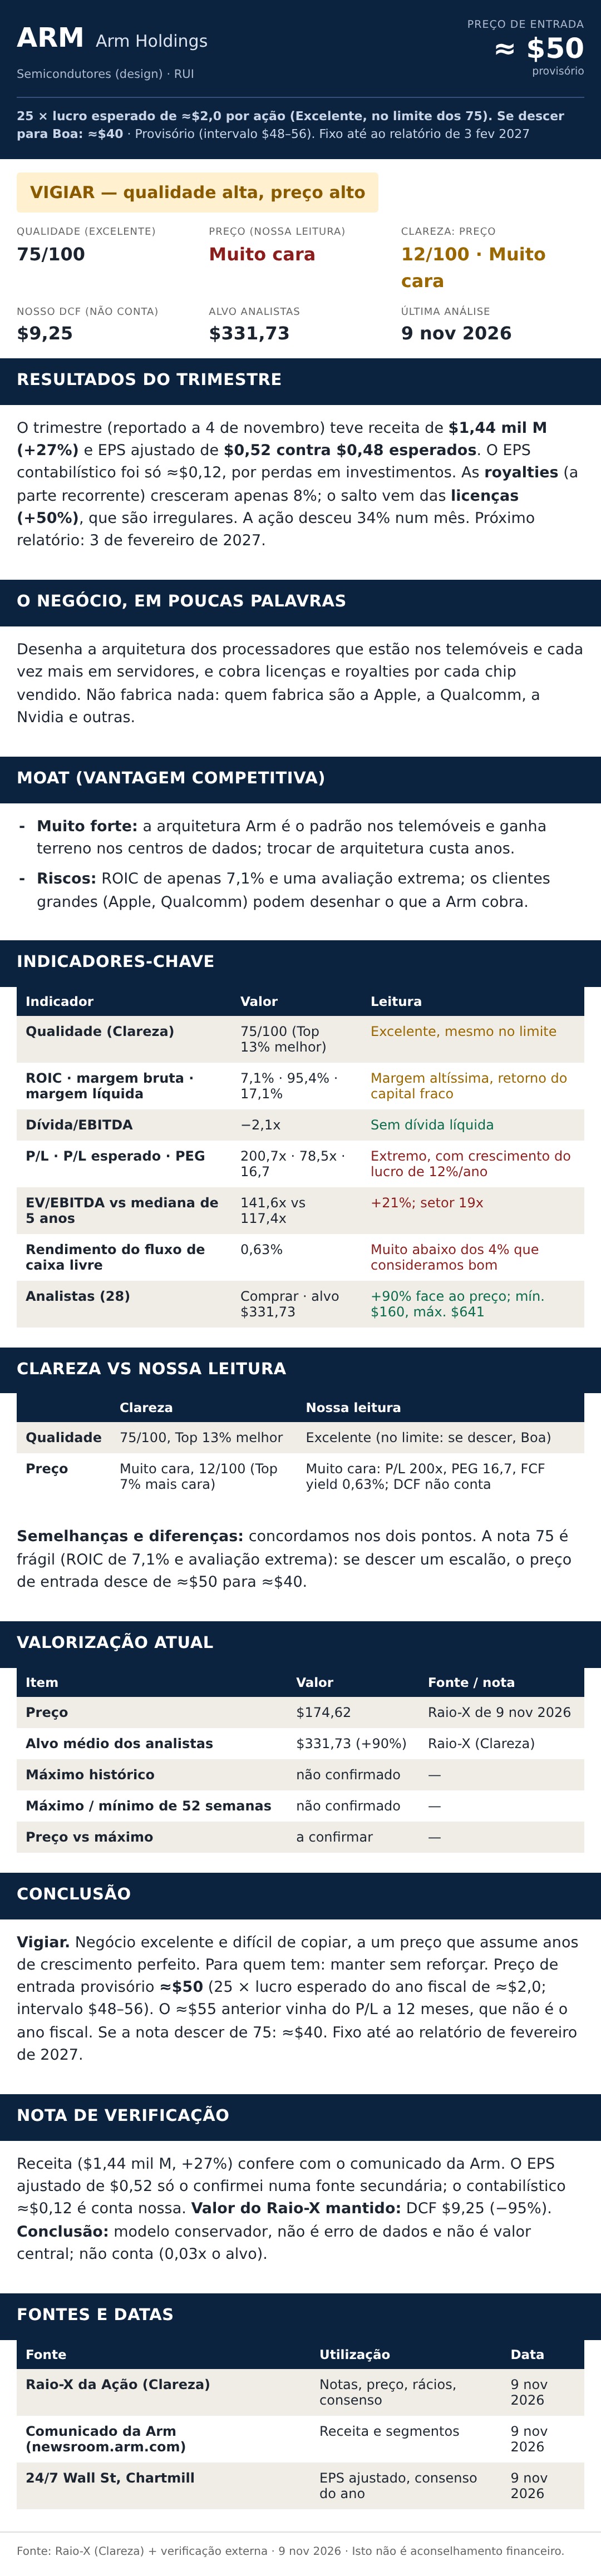 ARM Arm Holdings
Semicondutores (design) · RUI
PREÇO DE ENTRADA
≈ $50
provisório
25 × lucro esperado de ≈$2,0 por ação (Excelente, no limite dos 75). Se descer
para Boa: ≈$40 · Provisório (intervalo $48–56). Fixo até ao relatório de 3 fev 2027
VIGIAR — qualidade alta, preço alto
QUALIDADE (EXCELENTE)
75/100
PREÇO (NOSSA LEITURA)
Muito cara
CLAREZA: PREÇO
12/100 · Muito
cara
NOSSO DCF (NÃO CONTA)
$9,25
ALVO ANALISTAS
$331,73
ÚLTIMA ANÁLISE
9 nov 2026
RESULTADOS DO TRIMESTRE
O trimestre (reportado a 4 de novembro) teve receita de $1,44 mil M
(+27%) e EPS ajustado de $0,52 contra $0,48 esperados. O EPS
contabilístico foi só ≈$0,12, por perdas em investimentos. As royalties (a
parte recorrente) cresceram apenas 8%; o salto vem das licenças
(+50%), que são irregulares. A ação desceu 34% num mês. Próximo
relatório: 3 de fevereiro de 2027.
O NEGÓCIO, EM POUCAS PALAVRAS
Desenha a arquitetura dos processadores que estão nos telemóveis e cada
vez mais em servidores, e cobra licenças e royalties por cada chip
vendido. Não fabrica nada: quem fabrica são a Apple, a Qualcomm, a
Nvidia e outras.
MOAT (VANTAGEM COMPETITIVA)
- Muito forte: a arquitetura Arm é o padrão nos telemóveis e ganha
terreno nos centros de dados; trocar de arquitetura custa anos.
- Riscos: ROIC de apenas 7,1% e uma avaliação extrema; os clientes
grandes (Apple, Qualcomm) podem desenhar o que a Arm cobra.
INDICADORES-CHAVE
Indicador Valor Leitura
Qualidade (Clareza) 75/100 (Top Excelente, mesmo no limite
13% melhor)
ROIC · margem bruta · 7,1% · 95,4% · Margem altíssima, retorno do
margem líquida 17,1% capital fraco
Dívida/EBITDA −2,1x Sem dívida líquida
P/L · P/L esperado · PEG 200,7x · 78,5x · Extremo, com crescimento do
16,7 lucro de 12%/ano
EV/EBITDA vs mediana de 141,6x vs +21%; setor 19x
5 anos 117,4x
Rendimento do fluxo de 0,63% Muito abaixo dos 4% que
caixa livre consideramos bom
Analistas (28) Comprar · alvo +90% face ao preço; mín.
$331,73 $160, máx. $641
CLAREZA VS NOSSA LEITURA
Clareza Nossa leitura
Qualidade 75/100, Top 13% melhor Excelente (no limite: se descer, Boa)
Preço Muito cara, 12/100 (Top Muito cara: P/L 200x, PEG 16,7, FCF
7% mais cara) yield 0,63%; DCF não conta
Semelhanças e diferenças: concordamos nos dois pontos. A nota 75 é
frágil (ROIC de 7,1% e avaliação extrema): se descer um escalão, o preço
de entrada desce de ≈$50 para ≈$40.
VALORIZAÇÃO ATUAL
Item Valor Fonte / nota
Preço $174,62 Raio-X de 9 nov 2026
Alvo médio dos analistas $331,73 (+90%) Raio-X (Clareza)
Máximo histórico não confirmado —
Máximo / mínimo de 52 semanas não confirmado —
Preço vs máximo a confirmar —
CONCLUSÃO
Vigiar. Negócio excelente e difícil de copiar, a um preço que assume anos
de crescimento perfeito. Para quem tem: manter sem reforçar. Preço de
entrada provisório ≈$50 (25 × lucro esperado do ano fiscal de ≈$2,0;
intervalo $48–56). O ≈$55 anterior vinha do P/L a 12 meses, que não é o
ano fiscal. Se a nota descer de 75: ≈$40. Fixo até ao relatório de fevereiro
de 2027.
NOTA DE VERIFICAÇÃO
Receita ($1,44 mil M, +27%) confere com o comunicado da Arm. O EPS
ajustado de $0,52 só o confirmei numa fonte secundária; o contabilístico
≈$0,12 é conta nossa. Valor do Raio-X mantido: DCF $9,25 (−95%).
Conclusão: modelo conservador, não é erro de dados e não é valor
central; não conta (0,03x o alvo).
FONTES E DATAS
Fonte Utilização Data
Raio-X da Ação (Clareza) Notas, preço, rácios, 9 nov
consenso 2026
Comunicado da Arm Receita e segmentos 9 nov
(newsroom.arm.com) 2026
24/7 Wall St, Chartmill EPS ajustado, consenso 9 nov
do ano 2026
Fonte: Raio-X (Clareza) + verificação externa · 9 nov 2026 · Isto não é aconselhamento financeiro.